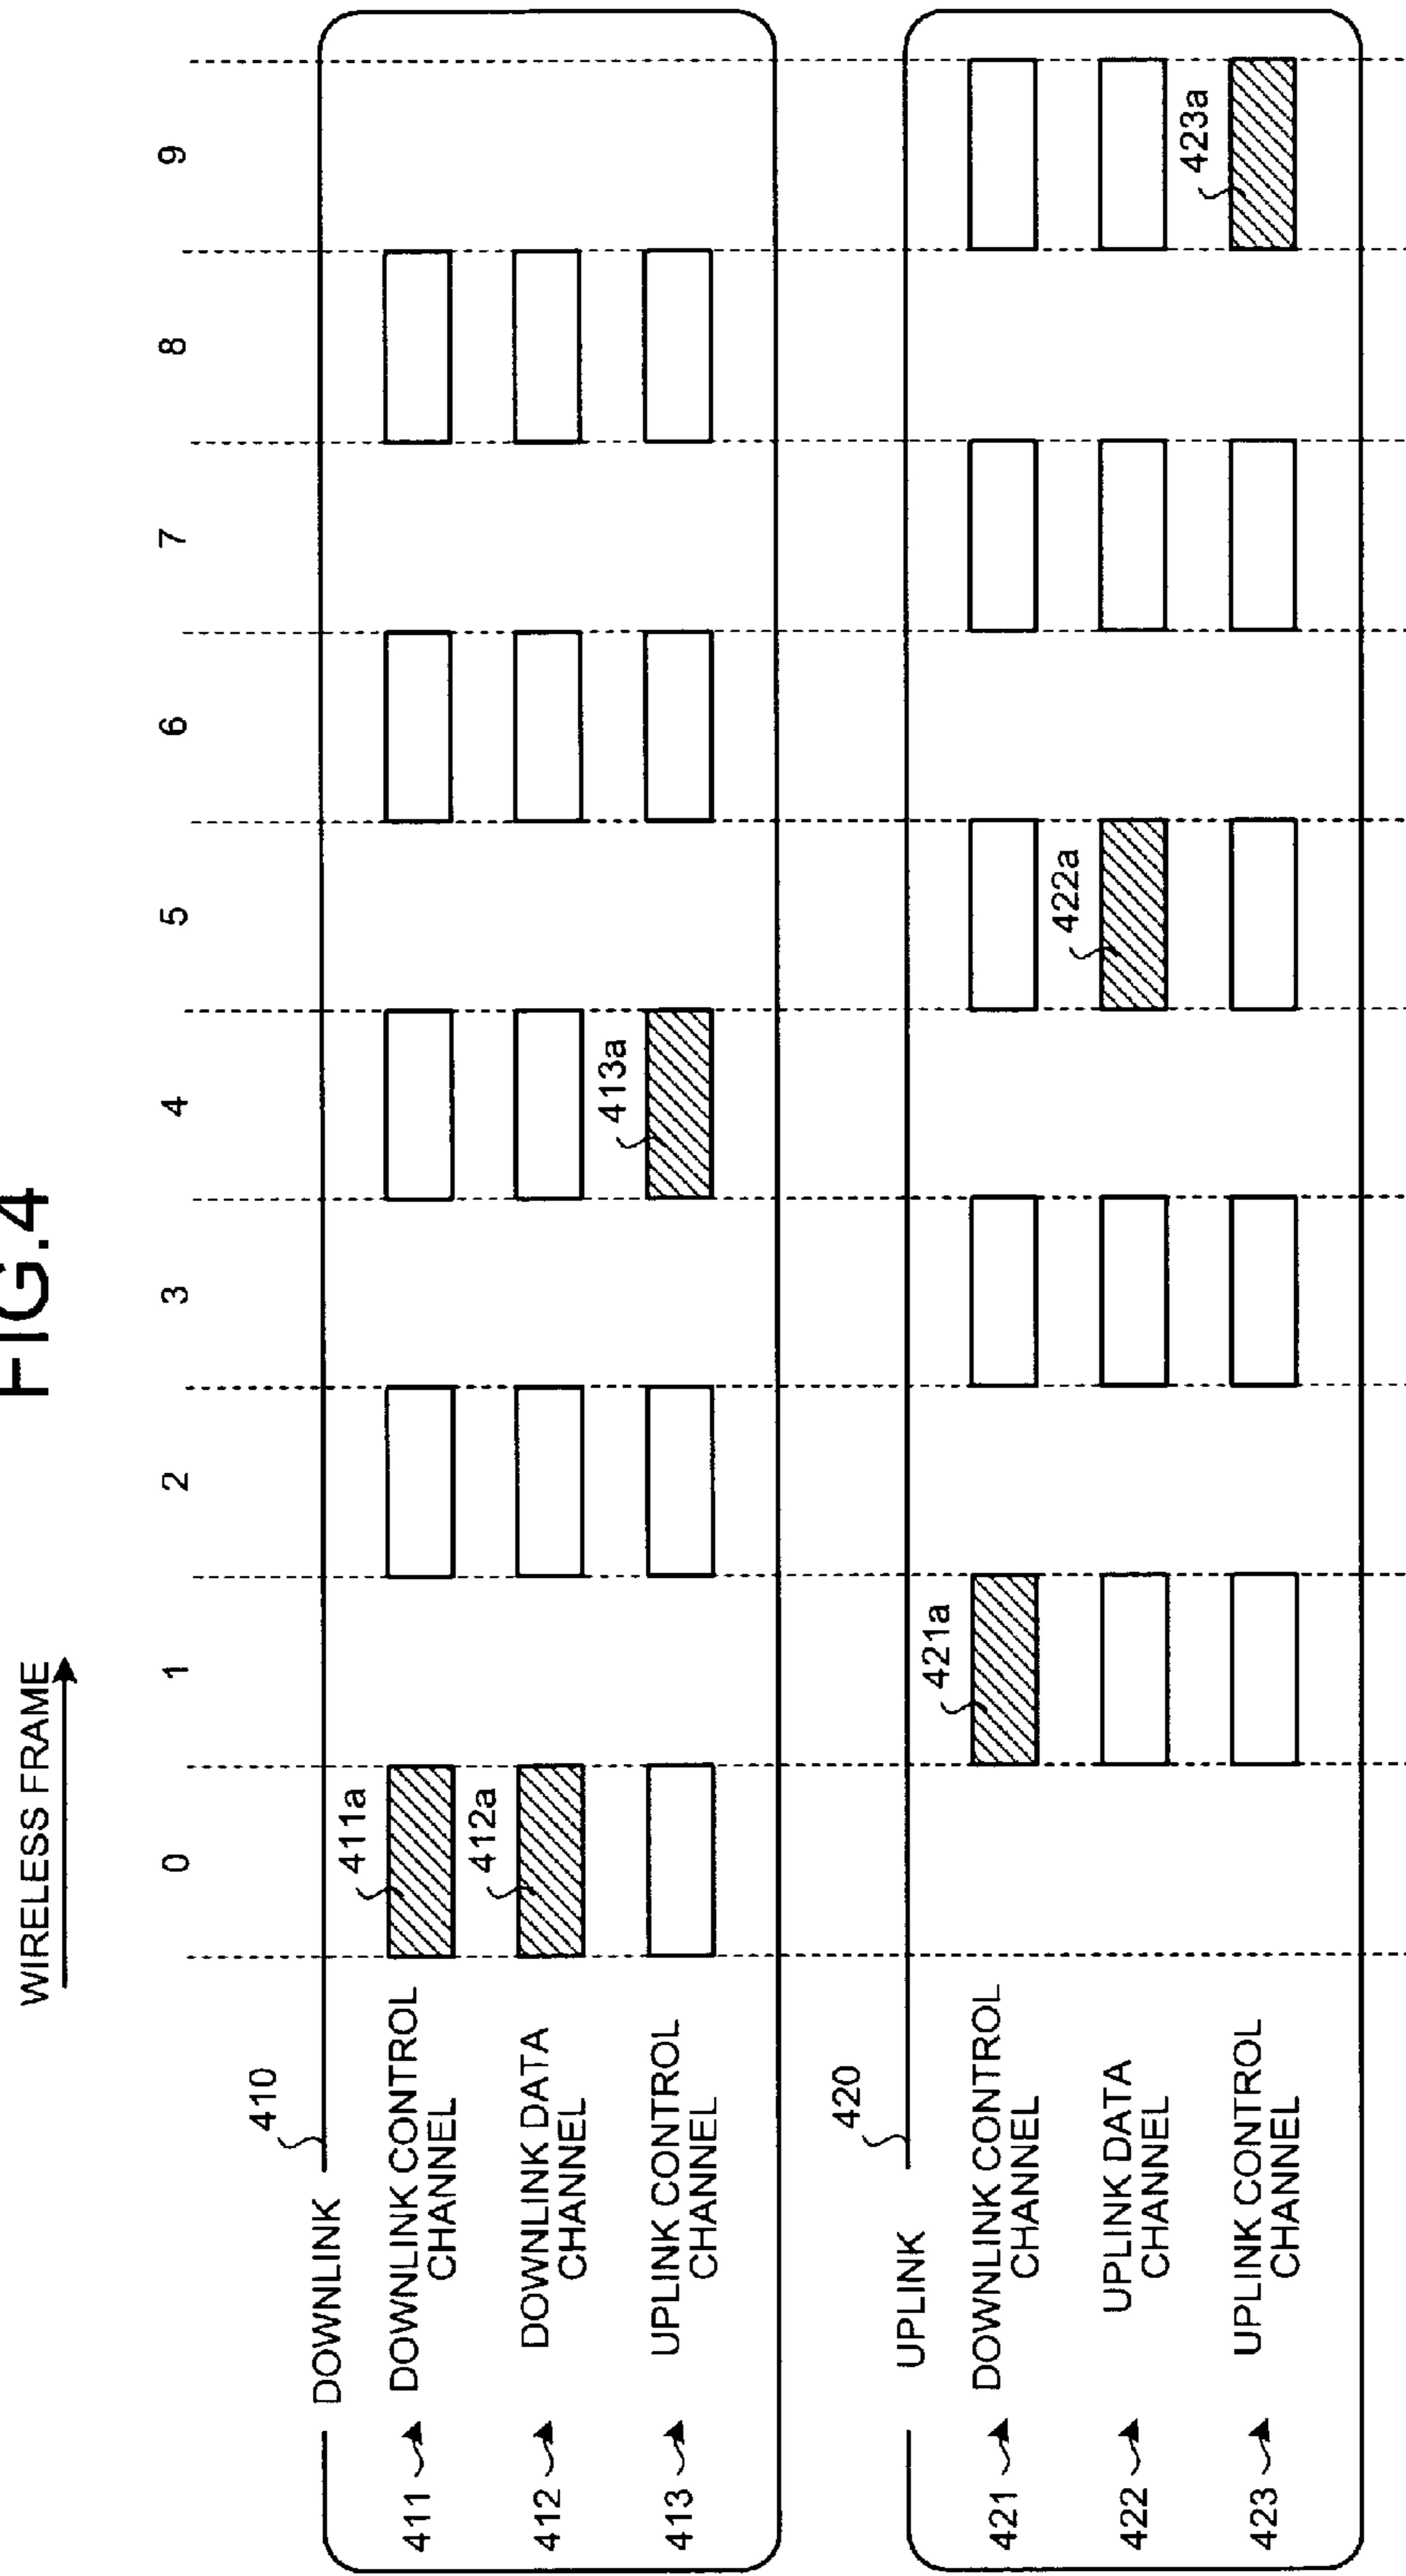 FIG.4
WIRELESS FRAME
0 1 2 3 4 5 6 7 8 9
410
DOWNLINK
411
DOWNLINK CONTROL
CHANNEL
411a
412
DOWNLINK DATA
CHANNEL
412a
413
UPLINK CONTROL
CHANNEL
413a
420
UPLINK
421
DOWNLINK CONTROL
CHANNEL
421a
422
UPLINK DATA
CHANNEL
422a
423
UPLINK CONTROL
CHANNEL
423a